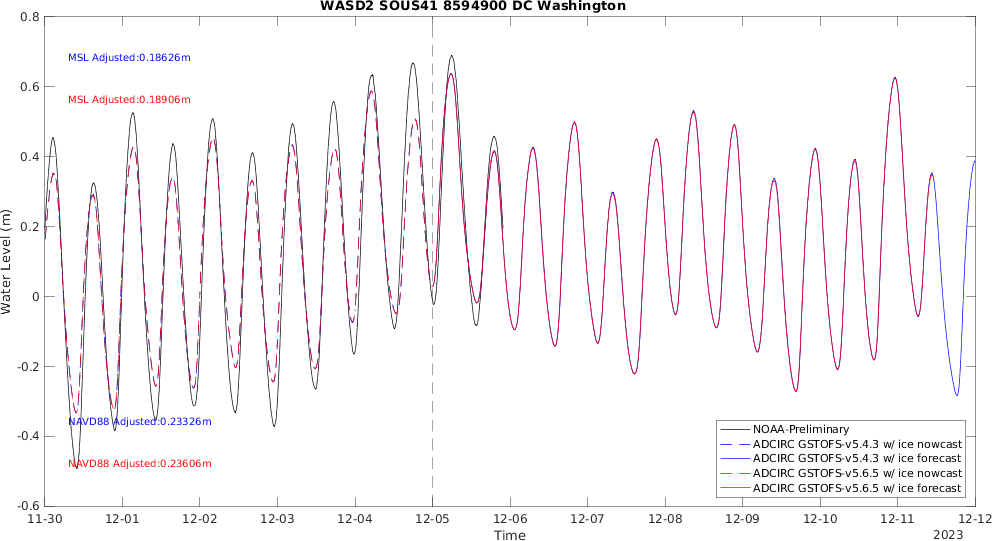 WASD2 SOUS41 8594900 DC Washington
0.8
0.6
0.4
0.2
0
-0.2
-0.4
-0.6
Water Level (m)
MSL Adjusted:0.18626m
MSL Adjusted:0.18906m
NAVD88 Adjusted:0.23326m
NAVD88 Adjusted:0.23606m
NOAA-Preliminary
ADCIRC GSTOFS-v5.4.3 w/ ice nowcast
ADCIRC GSTOFS-v5.4.3 w/ ice forecast
ADCIRC GSTOFS-v5.6.5 w/ ice nowcast
ADCIRC GSTOFS-v5.6.5 w/ ice forecast
11-30 12-01 12-02 12-03 12-04 12-05 12-06 12-07 12-08 12-09 12-10 12-11 12-12
Time
2023